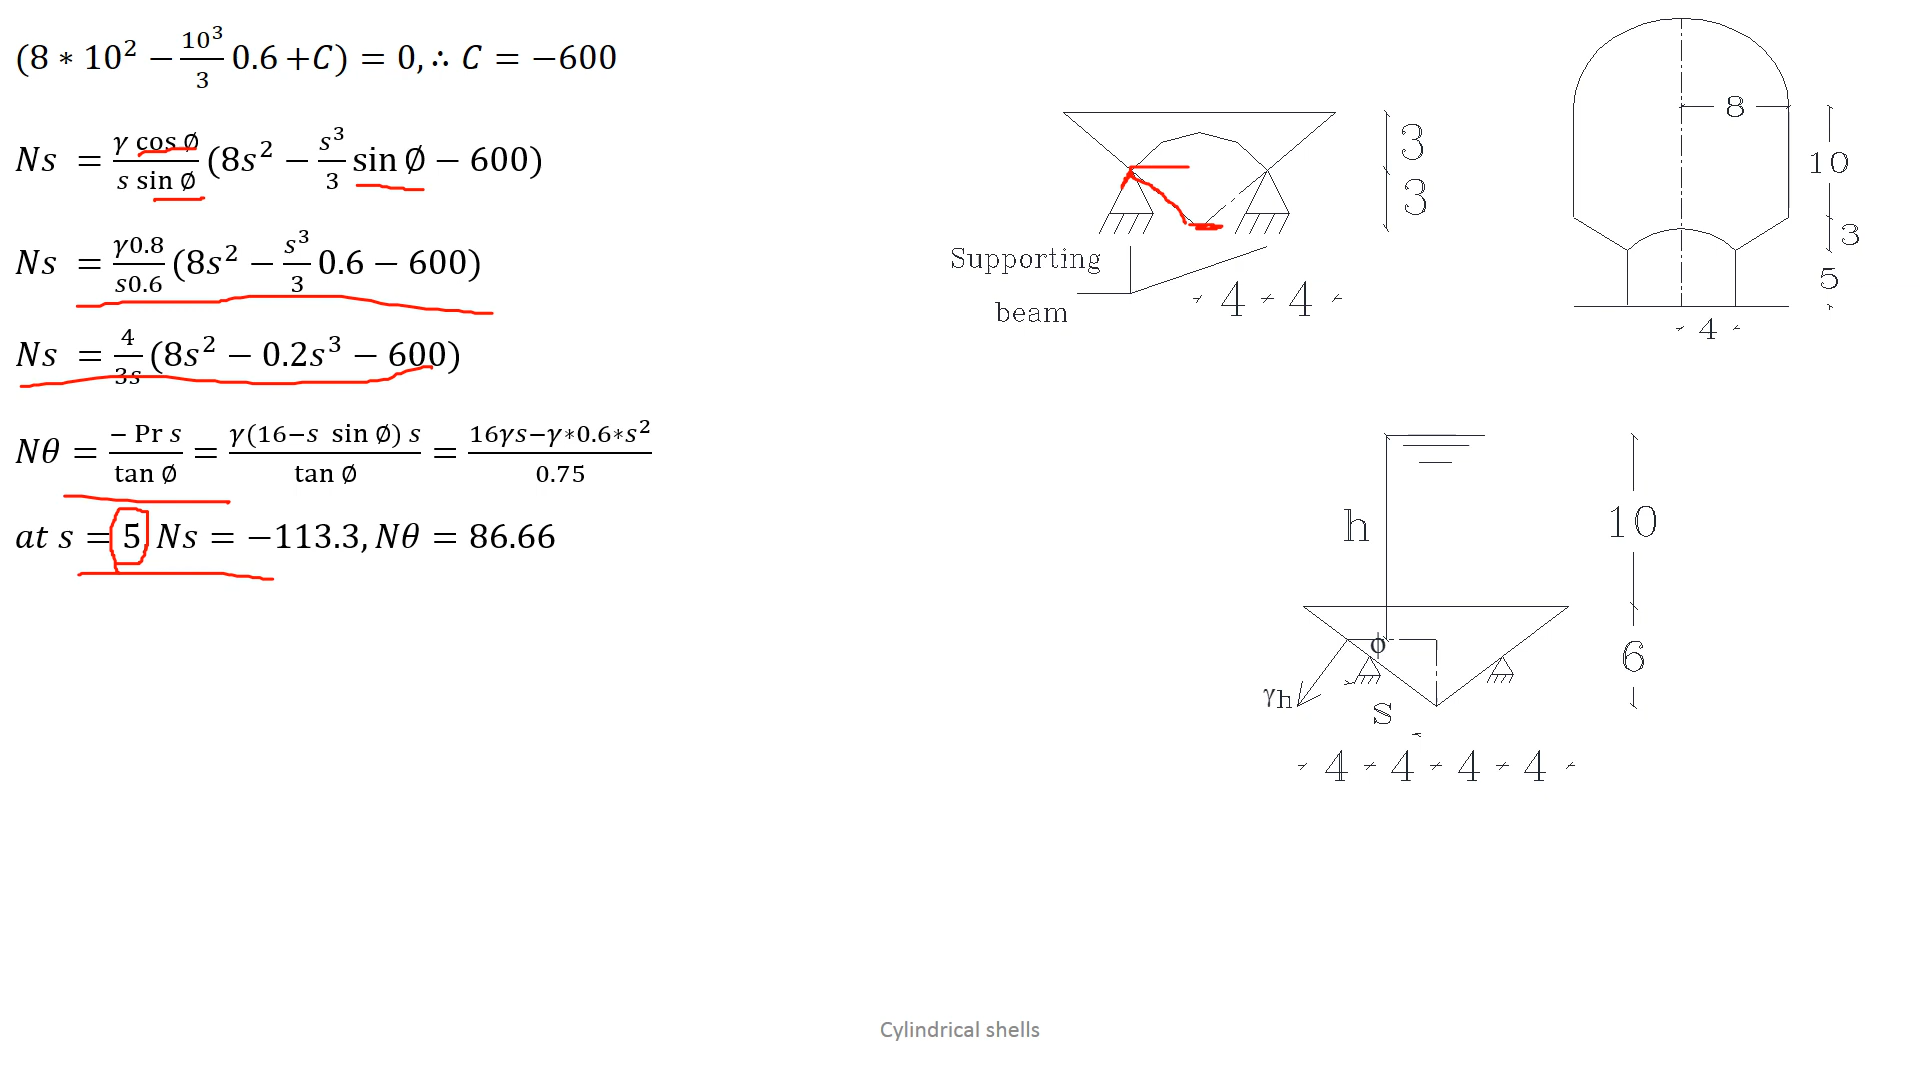 (8 ∗ 10² − 10³/3 0.6 +C) = 0,∴ C = −600
Ns = γ cos ∅/s sin ∅ (8s² − s³/3 sin ∅ − 600)
Ns = γ0.8/s0.6 (8s² − s³/3 0.6 − 600)
Ns = 4/3s (8s² − 0.2s³ − 600)
Nθ = − Pr s/tan ∅ = γ(16−s sin ∅) s/tan ∅ = 16γs−γ∗0.6∗s²/0.75
at s = 5 Ns = −113.3, Nθ = 86.66
3
3
Supporting
beam
4 4
8
10
3
5
4
h
10
ϕ
6
γh
s
4 4 4 4
Cylindrical shells